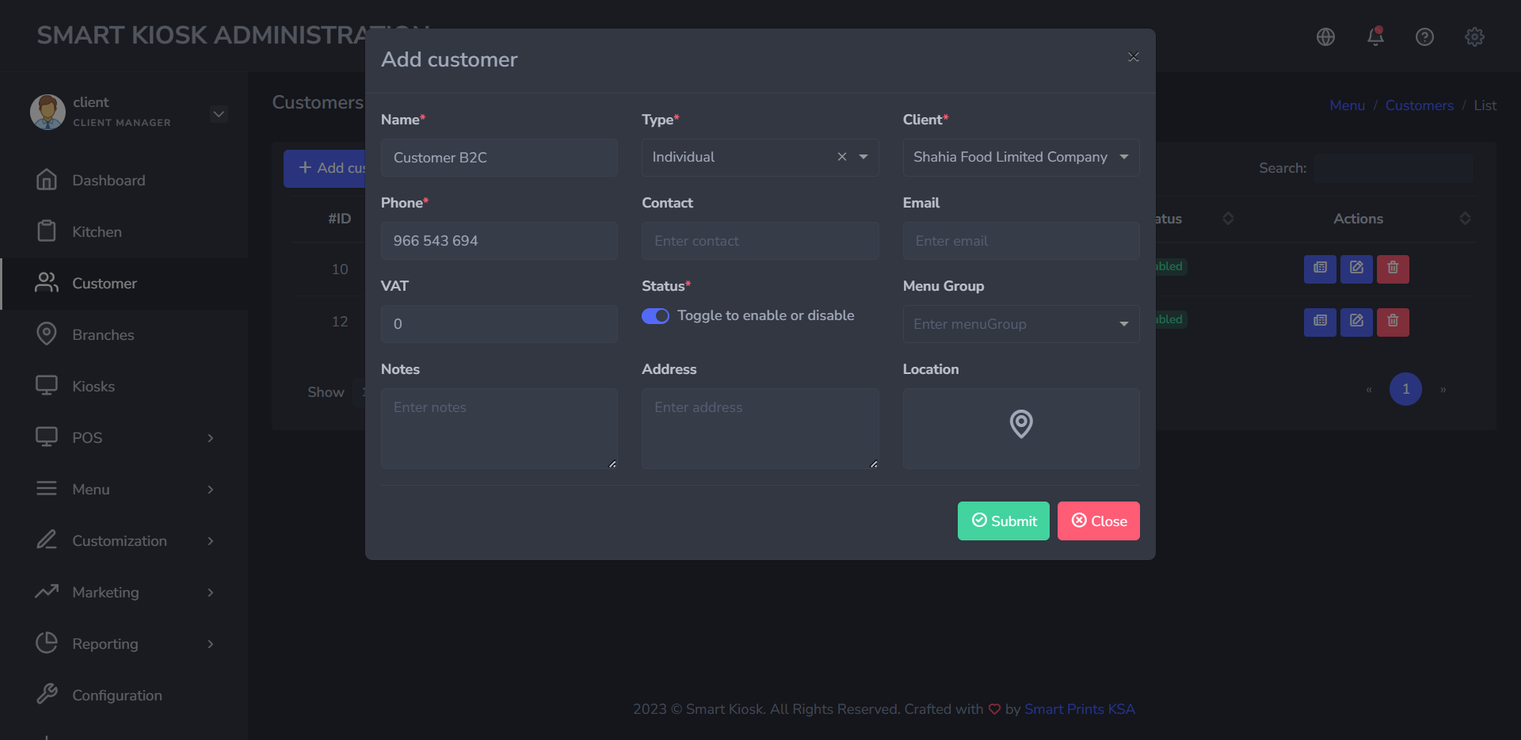 SMART KIOSK ADMINISTRATION
Add customer
client
CLIENT MANAGER
Customers
Menu / Customers / List
Name*
Type*
Client*
Customer B2C
Individual
Shahia Food Limited Company
+ Add cus
Search:
Dashboard
Phone*
Contact
Email
#ID
atus
Actions
Kitchen
966 543 694
Enter contact
Enter email
10
abled
Customer
VAT
Status*
Menu Group
0
Toggle to enable or disable
Enter menuGroup
12
abled
Branches
Notes
Address
Location
Kiosks
Show
« 1 »
Enter notes
Enter address
POS
Menu
Submit
Close
Customization
Marketing
Reporting
Configuration
2023 © Smart Kiosk. All Rights Reserved. Crafted with by Smart Prints KSA